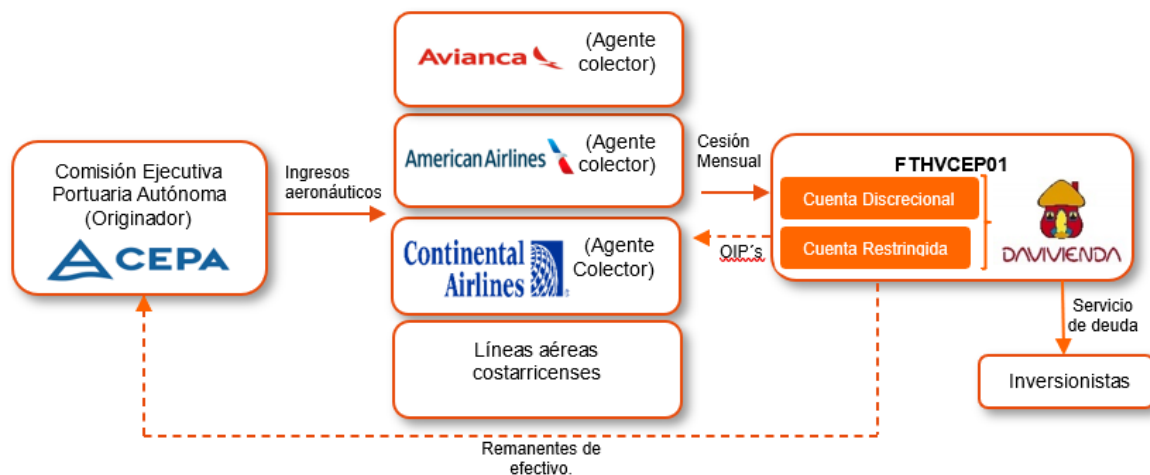 Comisión Ejecutiva
Portuaria Autónoma
(Originador)
CEPA
Ingresos
aeronáuticos
Avianca
(Agente
colector)
American Airlines
(Agente
colector)
Continental
Airlines
(Agente
Colector)
Líneas aéreas
costarricenses
Cesión
Mensual
OIP´s
FTHVCEP01
Cuenta Discrecional
Cuenta Restringida
DAVIVIENDA
Servicio
de deuda
Inversionistas
Remanentes de
efectivo.